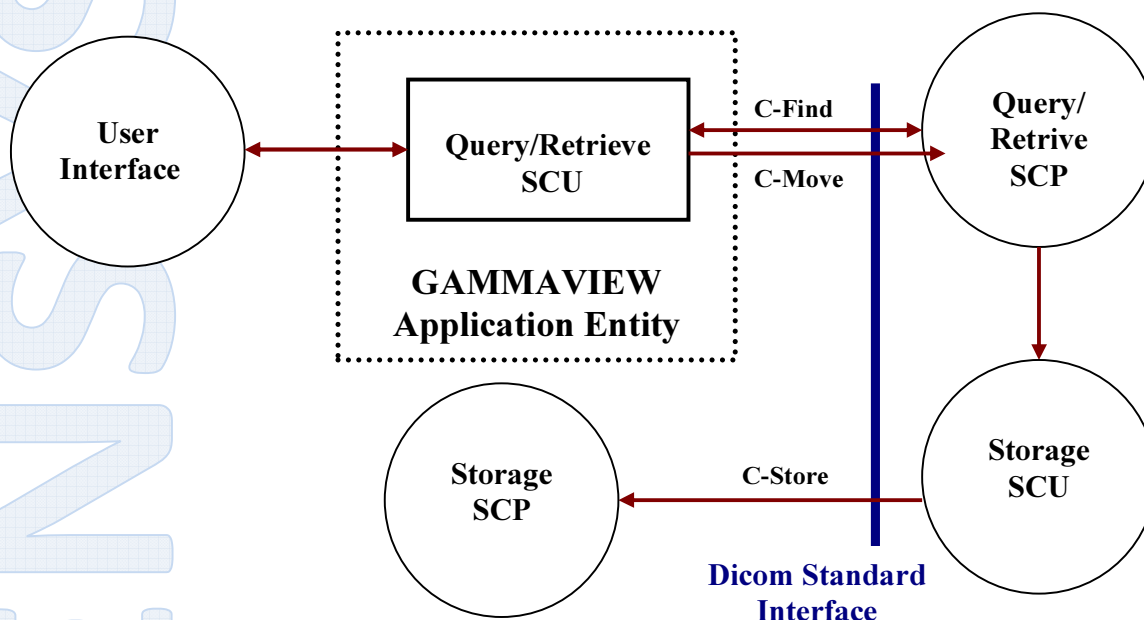 User
Interface
Query/Retrieve
SCU
GAMMAVIEW
Application Entity
C-Find
C-Move
Query/
Retrive
SCP
Storage
SCP
C-Store
Storage
SCU
Dicom Standard
Interface